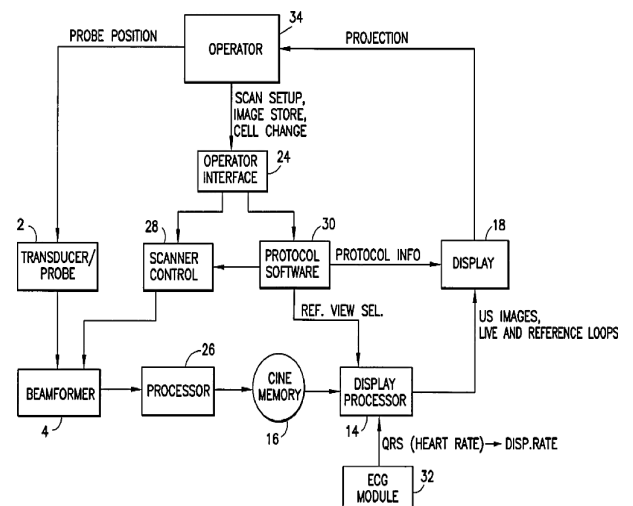 34
PROBE POSITION
OPERATOR
PROJECTION
SCAN SETUP,
IMAGE STORE,
CELL CHANGE
24
OPERATOR
INTERFACE
2
28
30
18
TRANSDUCER/
PROBE
SCANNER
CONTROL
PROTOCOL
SOFTWARE
PROTOCOL INFO
DISPLAY
REF. VIEW SEL.
US IMAGES,
LIVE AND REFERENCE LOOPS
26
BEAMFORMER
PROCESSOR
CINE
MEMORY
DISPLAY
PROCESSOR
4
16
14
QRS (HEART RATE) → DISP.RATE
ECG
MODULE
32